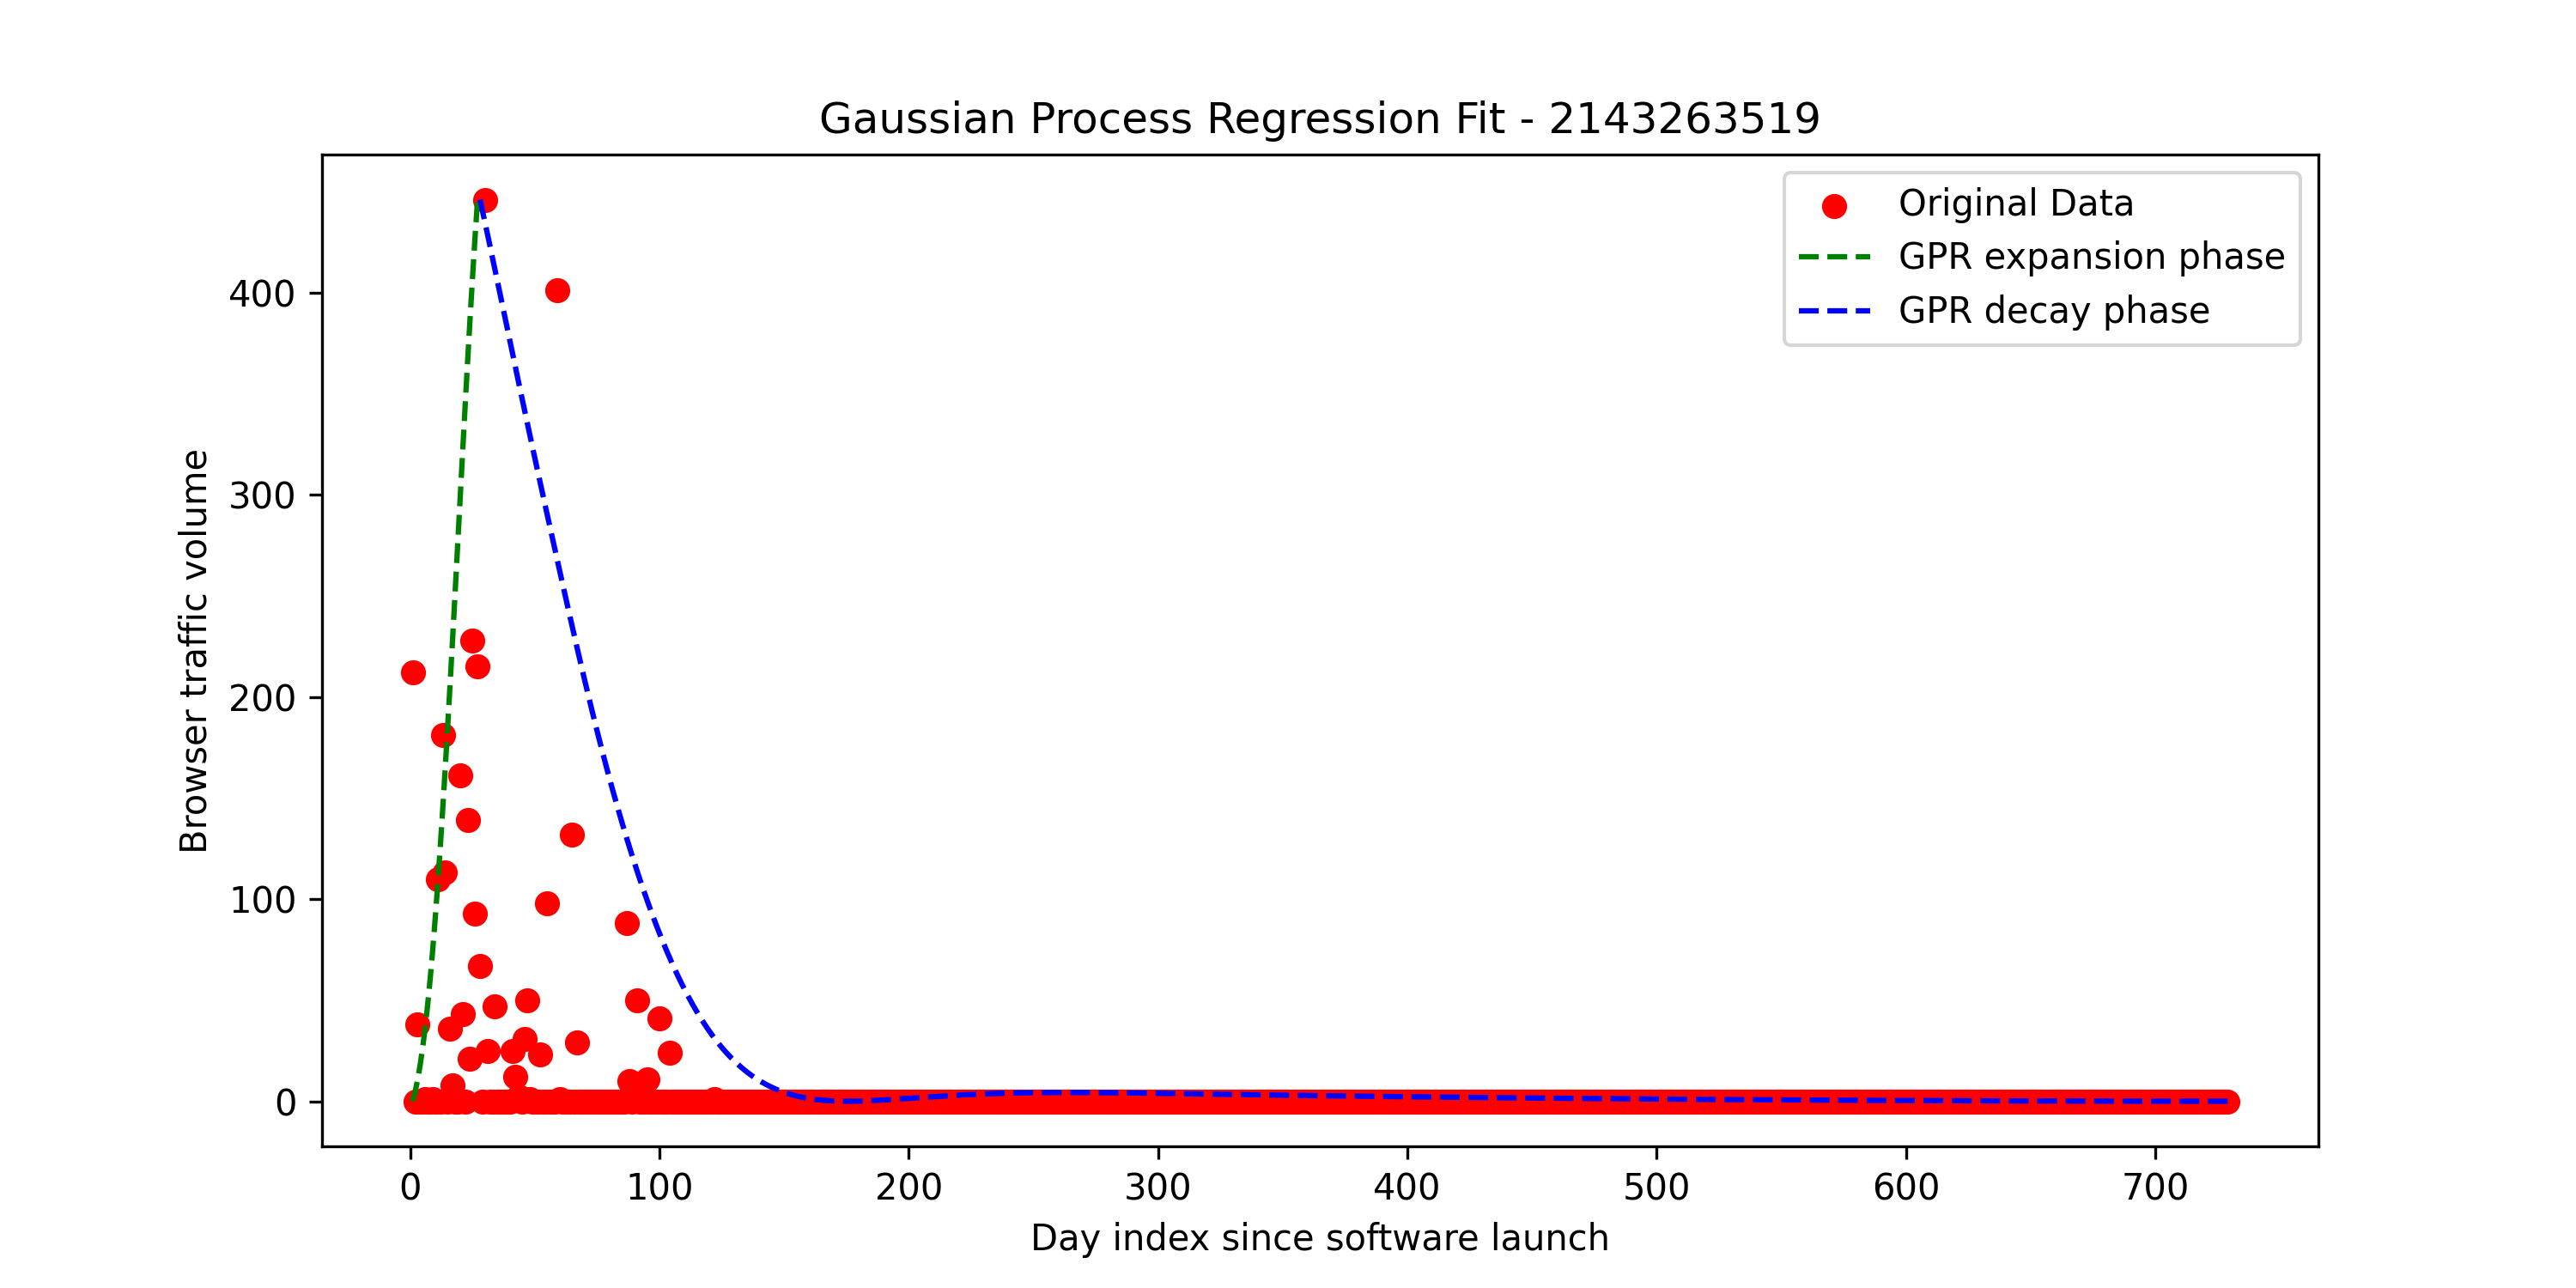 Gaussian Process Regression Fit - 2143263519
Original Data
GPR expansion phase
GPR decay phase
Browser traffic volume
400
300
200
100
0
0 100 200 300 400 500 600 700
Day index since software launch